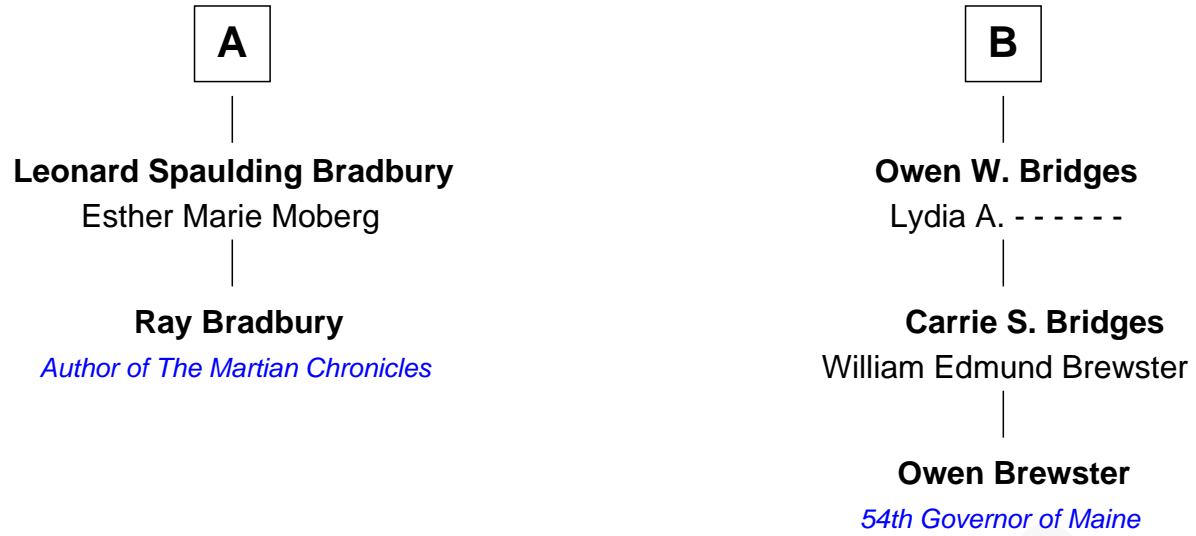 A
Leonard Spaulding Bradbury
Esther Marie Moberg
Ray Bradbury
Author of The Martian Chronicles
B
Owen W. Bridges
Lydia A. - - - - - -
Carrie S. Bridges
William Edmund Brewster
Owen Brewster
54th Governor of Maine